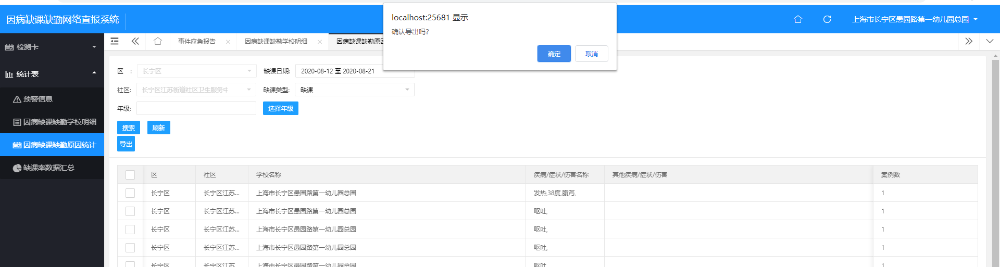 localhost:25681 显示
确认导出吗?
确定 取消
因病缺课缺勤网络直报系统
上海市长宁区愚园路第一幼儿园总园
检测卡
统计表
预警信息
因病缺课缺勤学校明细
因病缺课缺勤原因统计
缺课率数据汇总
事件应急报告 因病缺课缺勤学校明细 因病缺课缺勤原因
区 : 长宁区 缺课日期: 2020-08-12 至 2020-08-21
社区: 长宁区江苏街道社区卫生服务中 缺课类型: 缺课
年级: 选择年级
搜索 刷新
导出
区 社区 学校名称 疾病/症状/伤害名称 其他疾病/症状/伤害 案例数
长宁区 长宁区江苏... 上海市长宁区愚园路第一幼儿园总园 发热,38度,腹泻, 1
长宁区 长宁区江苏... 上海市长宁区愚园路第一幼儿园总园 呕吐, 1
长宁区 长宁区江苏... 上海市长宁区愚园路第一幼儿园总园 呕吐, 1
长宁区 长宁区江苏... 上海市长宁区愚园路第一幼儿园总园 呕吐, 1
长宁区 长宁区江苏... 上海市长宁区愚园路第一幼儿园总园 呕吐, 1